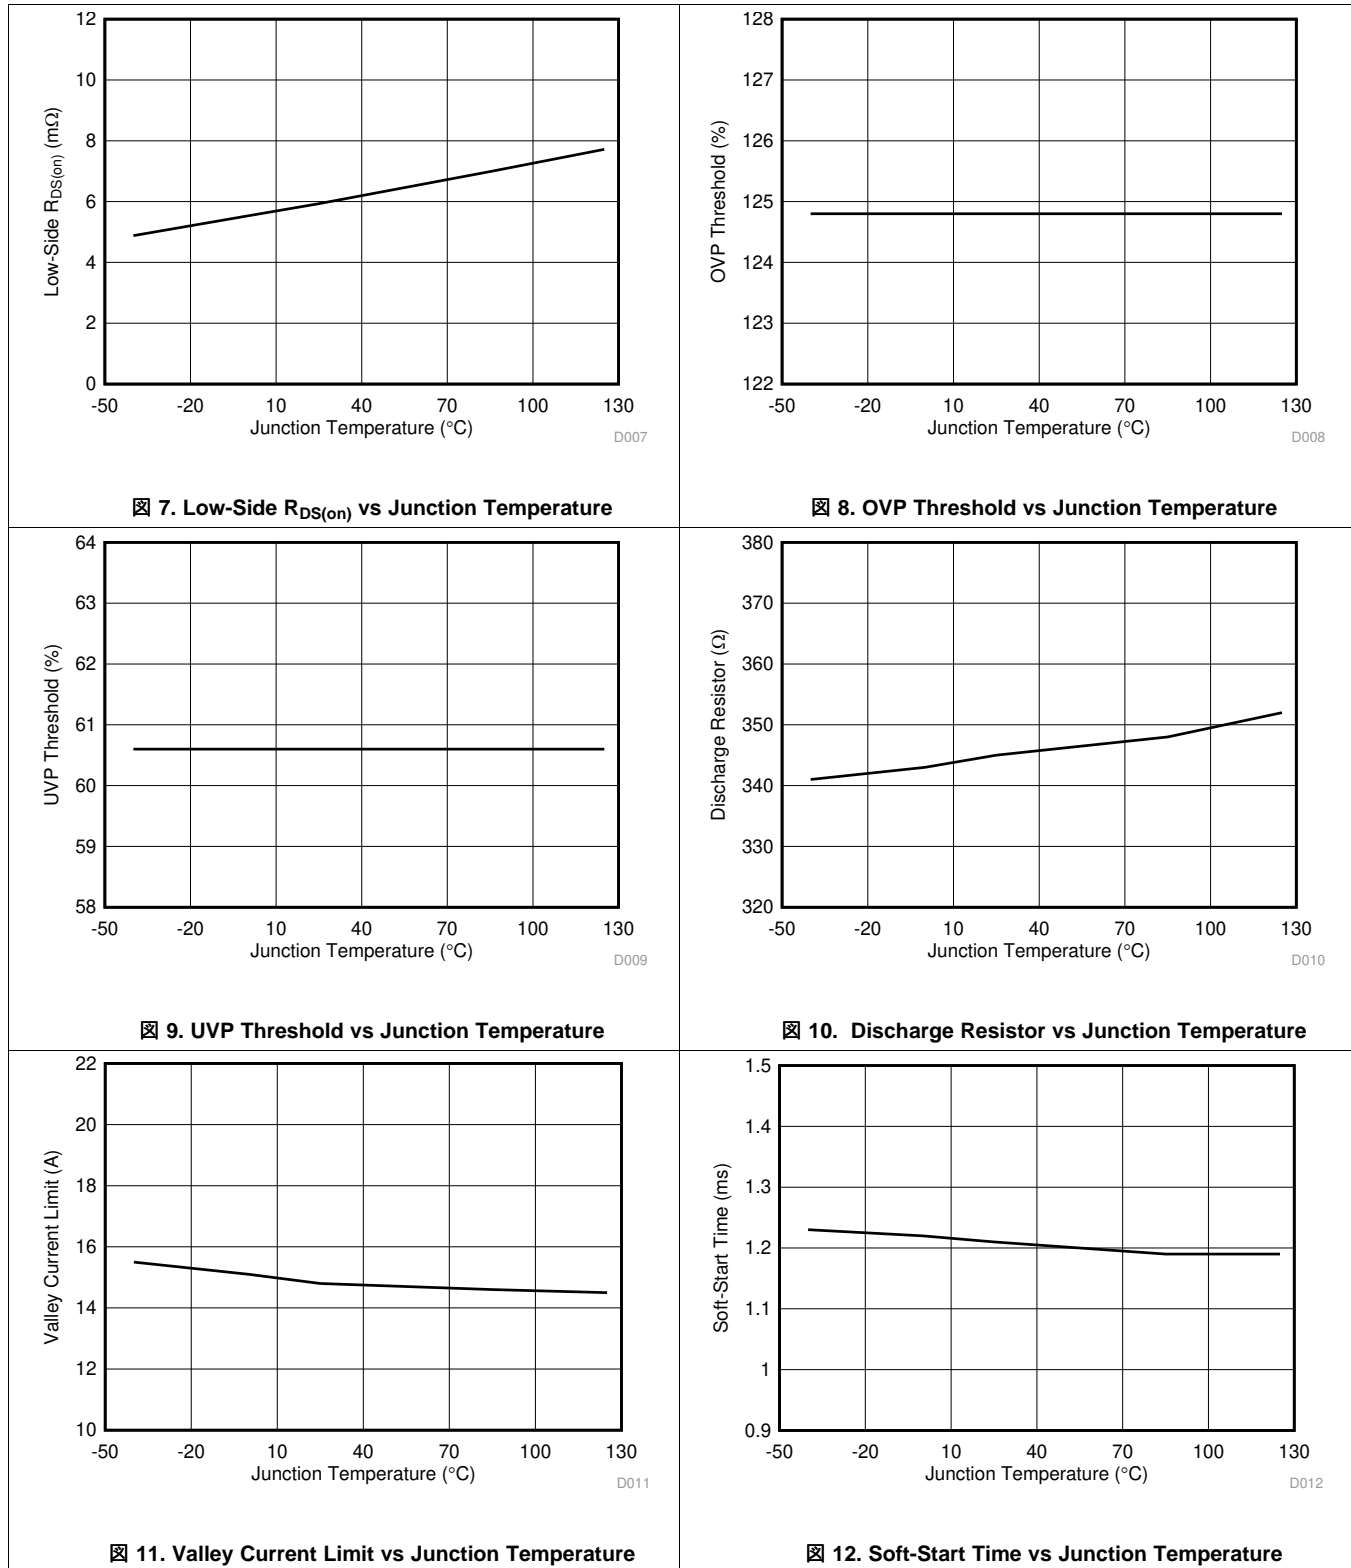 12
10
8
6
4
2
0
-50 -20 10 40 70 100 130
Low-Side RDS(on) (mΩ)
Junction Temperature (°C)
D007
図 7. Low-Side RDS(on) vs Junction Temperature
128
127
126
125
124
123
122
-50 -20 10 40 70 100 130
OVP Threshold (%)
Junction Temperature (°C)
D008
図 8. OVP Threshold vs Junction Temperature
64
63
62
61
60
59
58
-50 -20 10 40 70 100 130
UVP Threshold (%)
Junction Temperature (°C)
D009
図 9. UVP Threshold vs Junction Temperature
380
370
360
350
340
330
320
-50 -20 10 40 70 100 130
Discharge Resistor (Ω)
Junction Temperature (°C)
D010
図 10. Discharge Resistor vs Junction Temperature
22
20
18
16
14
12
10
-50 -20 10 40 70 100 130
Valley Current Limit (A)
Junction Temperature (°C)
D011
図 11. Valley Current Limit vs Junction Temperature
1.5
1.4
1.3
1.2
1.1
1
0.9
-50 -20 10 40 70 100 130
Soft-Start Time (ms)
Junction Temperature (°C)
D012
図 12. Soft-Start Time vs Junction Temperature